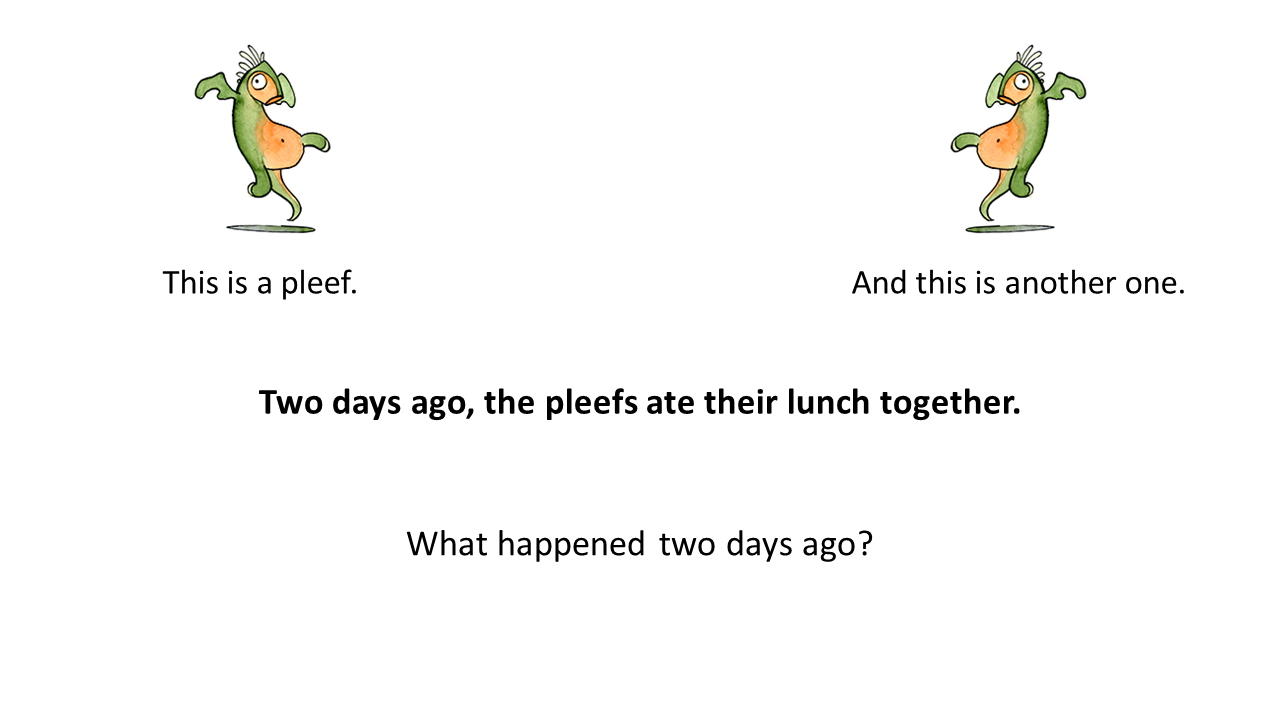 This is a pleef.
And this is another one.
Two days ago, the pleefs ate their lunch together.
What happened two days ago?